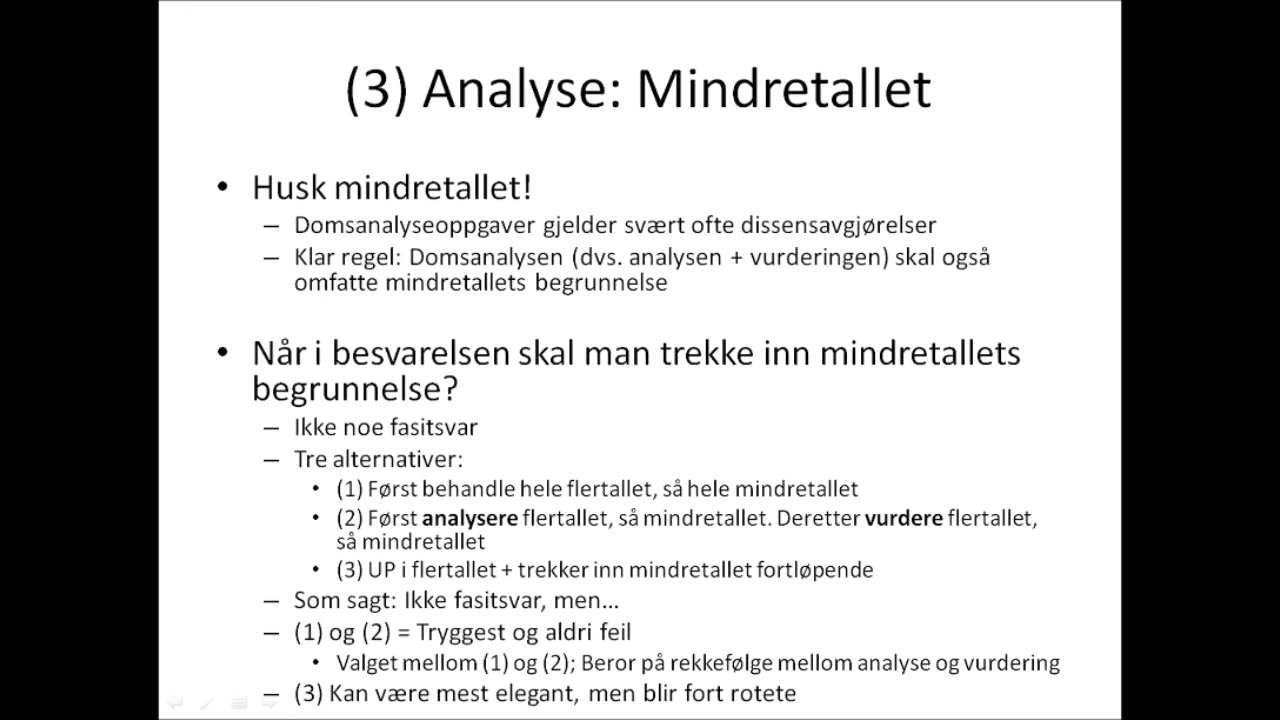 (3) Analyse: Mindretallet
• Husk mindretallet!
– Domsanalyseoppgaver gjelder svært ofte dissensavgjørelser
– Klar regel: Domsanalysen (dvs. analysen + vurderingen) skal også
omfatte mindretallets begrunnelse
• Når i besvarelsen skal man trekke inn mindretallets
begrunnelse?
– Ikke noe fasitsvar
– Tre alternativer:
• (1) Først behandle hele flertallet, så hele mindretallet
• (2) Først analysere flertallet, så mindretallet. Deretter vurdere flertallet,
så mindretallet
• (3) UP i flertallet + trekker inn mindretallet fortløpende
– Som sagt: Ikke fasitsvar, men…
– (1) og (2) = Tryggest og aldri feil
• Valget mellom (1) og (2); Beror på rekkefølge mellom analyse og vurdering
– (3) Kan være mest elegant, men blir fort rotete